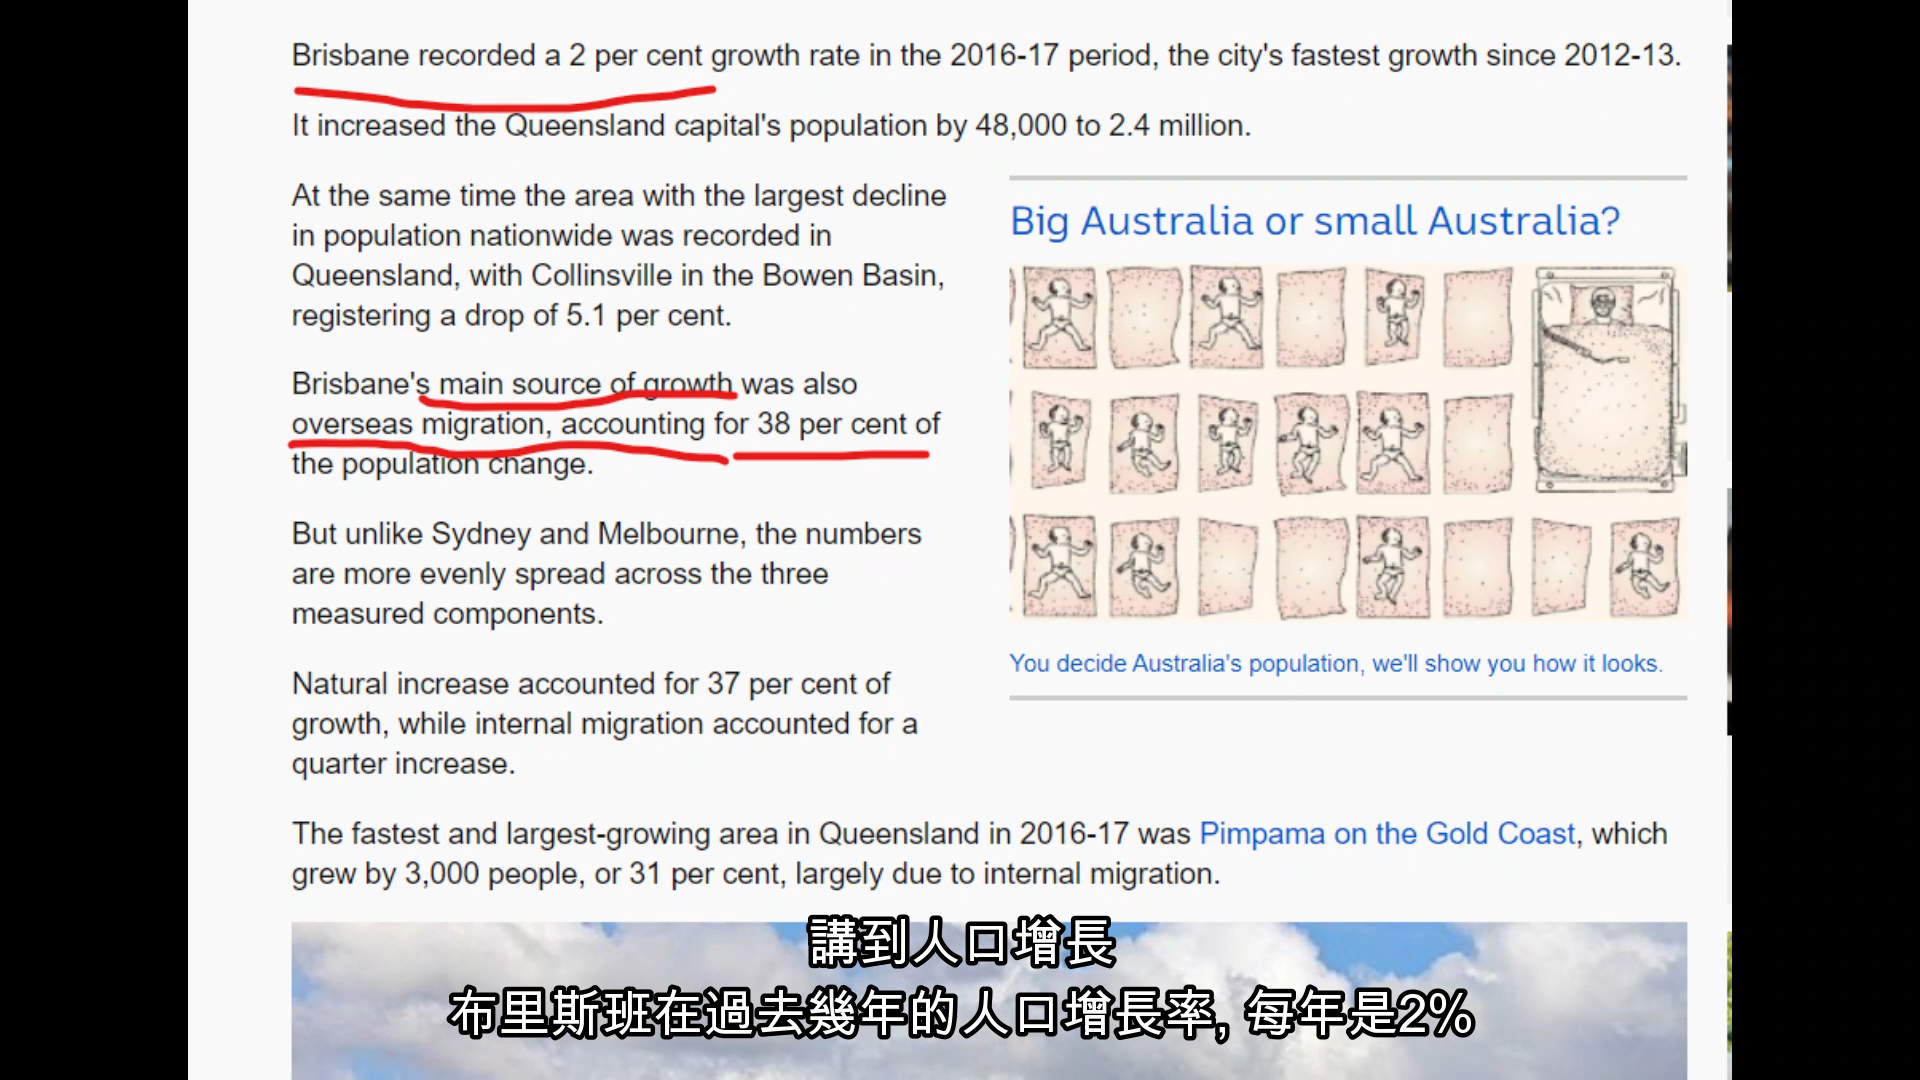 Brisbane recorded a 2 per cent growth rate in the 2016-17 period, the city's fastest growth since 2012-13.
It increased the Queensland capital's population by 48,000 to 2.4 million.
At the same time the area with the largest decline
in population nationwide was recorded in
Queensland, with Collinsville in the Bowen Basin,
registering a drop of 5.1 per cent.
Brisbane's main source of growth was also
overseas migration, accounting for 38 per cent of
the population change.
But unlike Sydney and Melbourne, the numbers
are more evenly spread across the three
measured components.
Natural increase accounted for 37 per cent of
growth, while internal migration accounted for a
quarter increase.
Big Australia or small Australia?
You decide Australia's population, we'll show you how it looks.
The fastest and largest-growing area in Queensland in 2016-17 was Pimpama on the Gold Coast, which
grew by 3,000 people, or 31 per cent, largely due to internal migration.
講到人口增長
布里斯班在過去幾年的人口增長率, 每年是2%